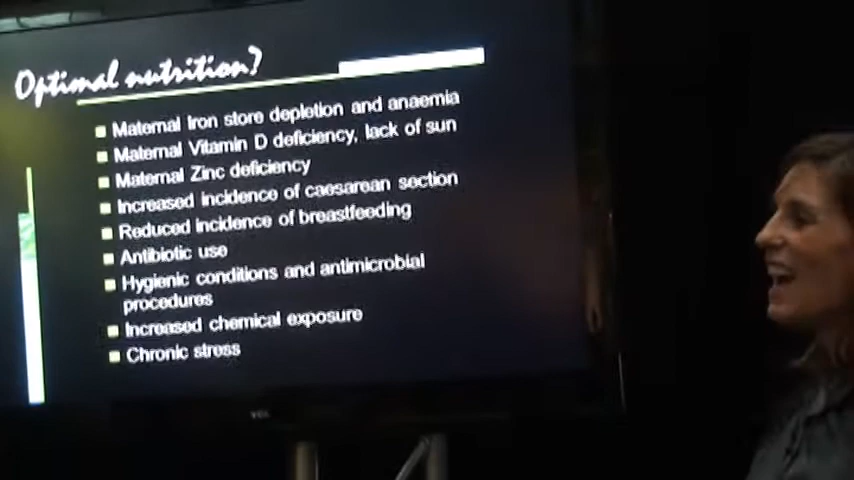 Optimal nutrition?
Maternal Iron store depletion and anaemia
Maternal Vitamin D deficiency, lack of sun
Maternal Zinc deficiency
Increased incidence of caesarean section
Reduced incidence of breastfeeding
Antibiotic use
Hygienic conditions and antimicrobial
procedures
Increased chemical exposure
Chronic stress